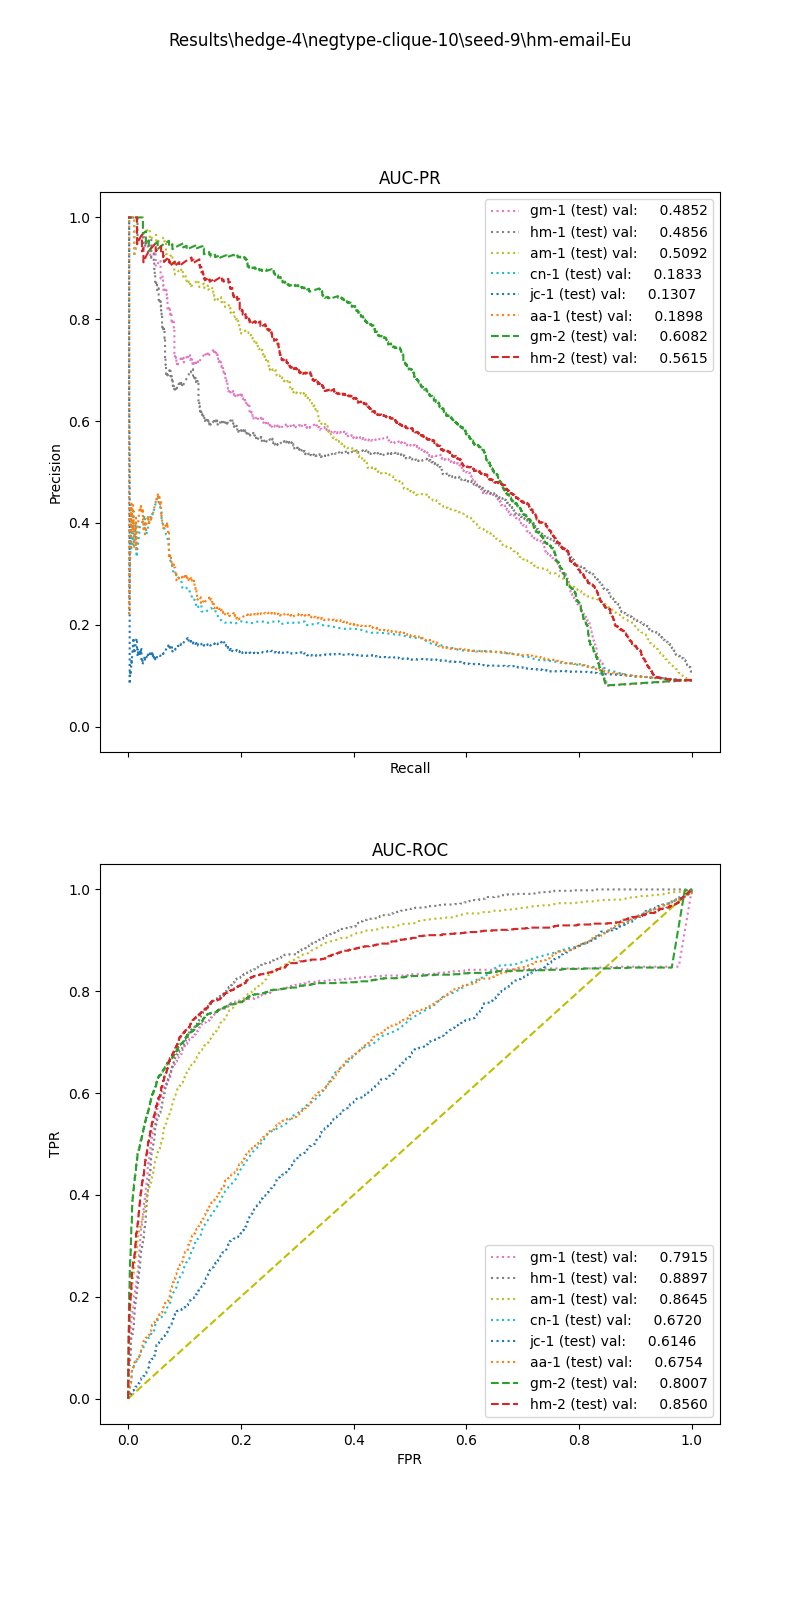 Results\hedge-4\negtype-clique-10\seed-9\hm-email-Eu
AUC-PR
1.0
0.8
0.6
0.4
0.2
0.0
Precision
gm-1 (test) val: 0.4852
hm-1 (test) val: 0.4856
am-1 (test) val: 0.5092
cn-1 (test) val: 0.1833
jc-1 (test) val: 0.1307
aa-1 (test) val: 0.1898
gm-2 (test) val: 0.6082
hm-2 (test) val: 0.5615
Recall
AUC-ROC
1.0
0.8
0.6
0.4
0.2
0.0
TPR
gm-1 (test) val: 0.7915
hm-1 (test) val: 0.8897
am-1 (test) val: 0.8645
cn-1 (test) val: 0.6720
jc-1 (test) val: 0.6146
aa-1 (test) val: 0.6754
gm-2 (test) val: 0.8007
hm-2 (test) val: 0.8560
0.0 0.2 0.4 0.6 0.8 1.0
FPR